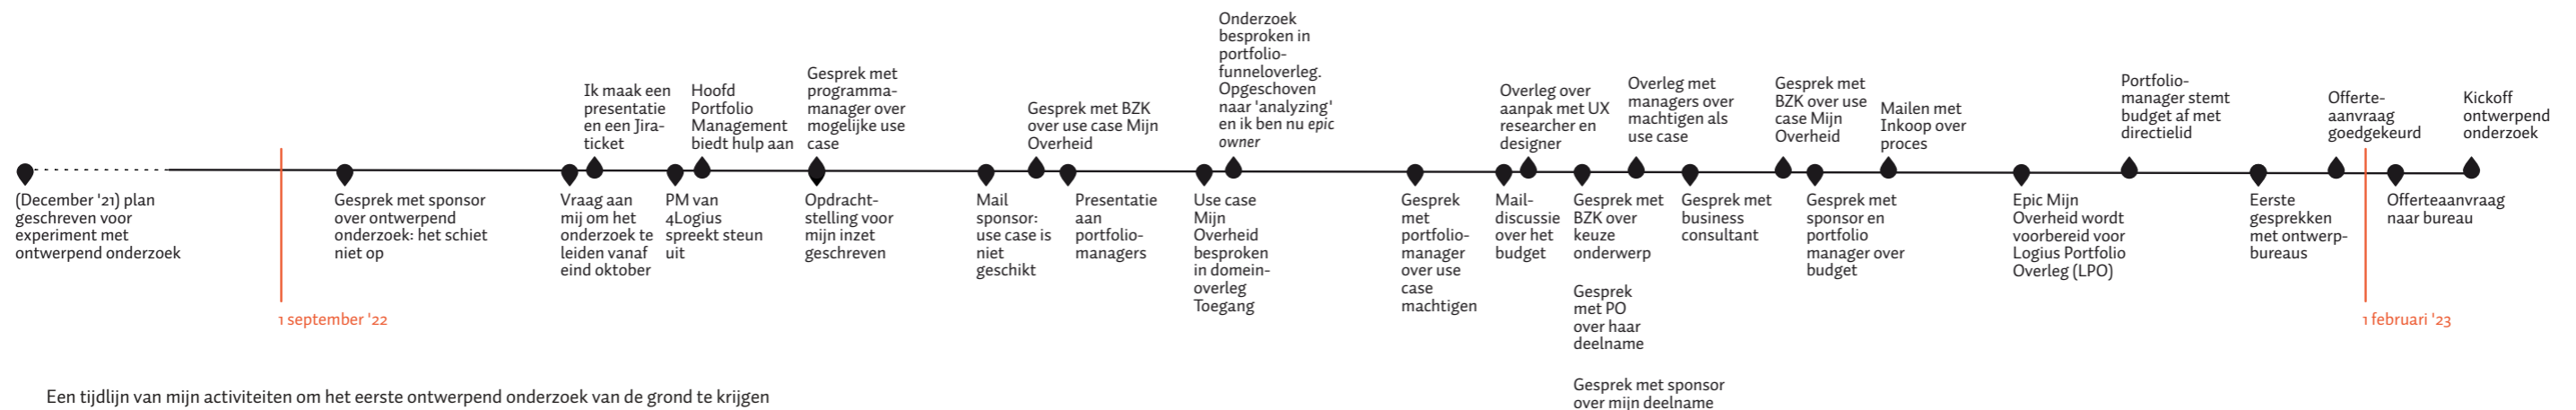 (December '21) plan
geschreven voor
experiment met
ontwerpend onderzoek
1 september '22
Gesprek met sponsor
over ontwerpend
onderzoek: het schiet
niet op
Vraag aan
mij om het
onderzoek te
leiden vanaf
eind oktober
Ik maak een
presentatie
en een Jira-
ticket
PM van
4Logius
spreekt steun
uit
Hoofd
Portfolio
Management
biedt hulp aan
Gesprek met
programma-
manager over
mogelijke use
case
Opdracht-
stelling voor
mijn inzet
geschreven
Mail
sponsor:
use case is
niet
geschikt
Gesprek met BZK
over use case Mijn
Overheid
Presentatie
aan
portfolio-
managers
Use case
Mijn
Overheid
besproken
in domein-
overleg
Toegang
Onderzoek
besproken in
portfolio-
funneloverleg.
Opgeschoven
naar 'analyzing'
en ik ben nu epic
owner
Gesprek
met
portfolio-
manager
over use
case
machtigen
Mail-
discussie
over het
budget
Overleg over
aanpak met UX
researcher en
designer
Gesprek met
BZK over
keuze
onderwerp
Gesprek
met PO
over haar
deelname
Gesprek met sponsor
over mijn deelname
Overleg met
managers over
machtigen als
use case
Gesprek met
business
consultant
Gesprek met
BZK over use
case Mijn
Overheid
Gesprek met
sponsor en
portfolio
manager over
budget
Mailen met
Inkoop over
proces
Epic Mijn
Overheid wordt
voorbereid voor
Logius Portfolio
Overleg (LPO)
Portfolio-
manager stemt
budget af met
directielid
Eerste
gesprekken
met ontwerp-
bureaus
Offerte-
aanvraag
goedgekeurd
1 februari '23
Offerteaanvraag
naar bureau
Kickoff
ontwerpend
onderzoek
Een tijdlijn van mijn activiteiten om het eerste ontwerpend onderzoek van de grond te krijgen